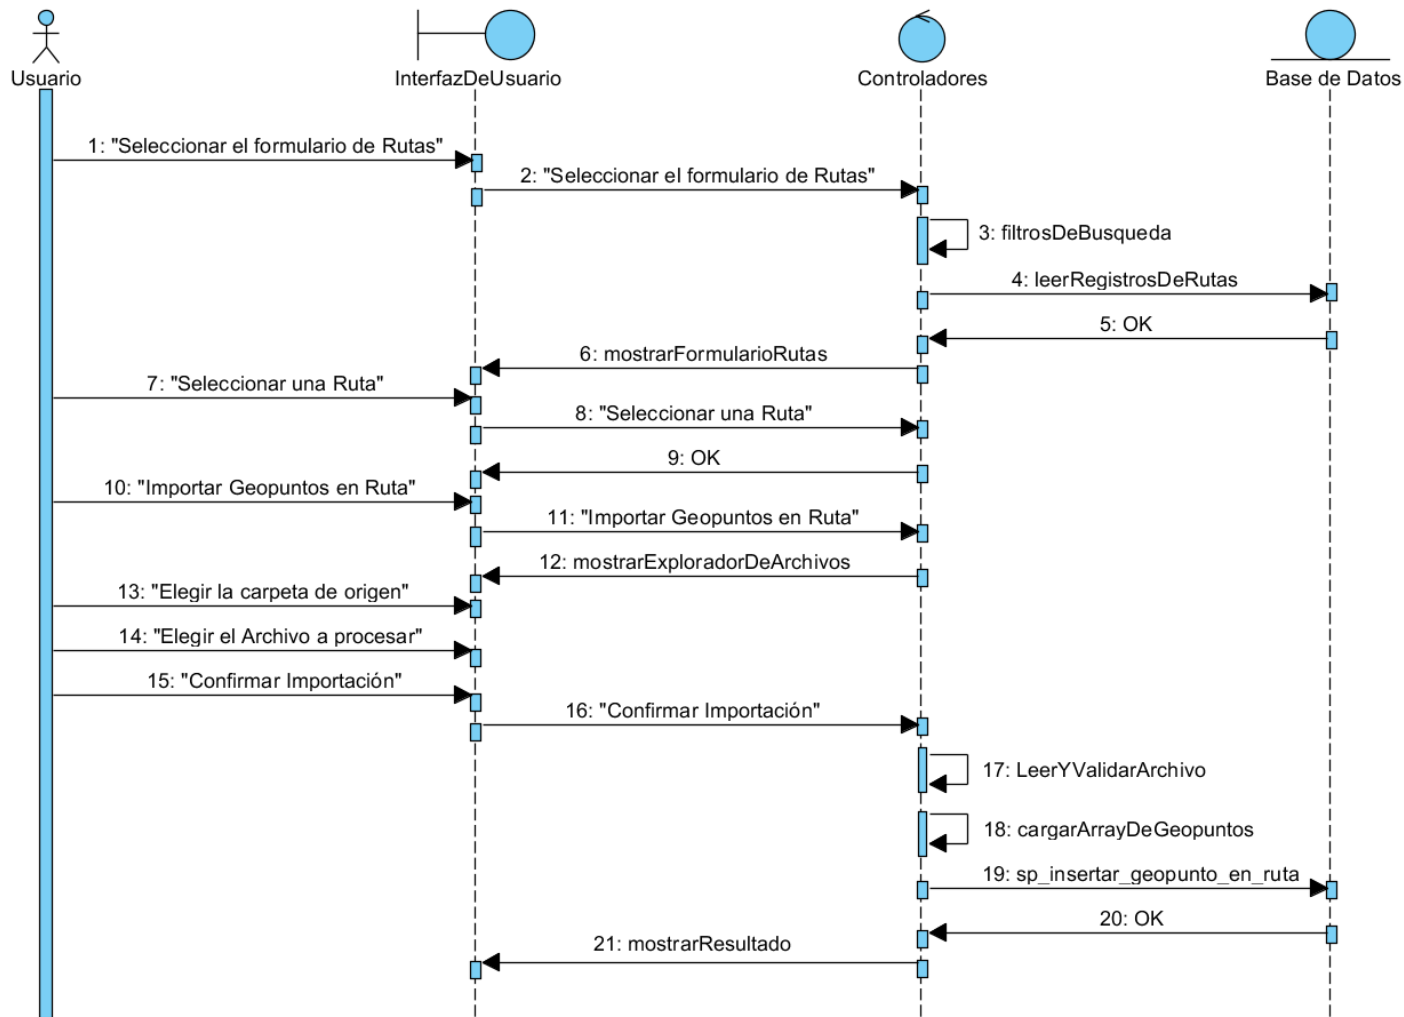 Usuario
InterfazDeUsuario
Controladores
Base de Datos
1: "Seleccionar el formulario de Rutas"
2: "Seleccionar el formulario de Rutas"
3: filtrosDeBusqueda
4: leerRegistrosDeRutas
5: OK
6: mostrarFormularioRutas
7: "Seleccionar una Ruta"
8: "Seleccionar una Ruta"
9: OK
10: "Importar Geopuntos en Ruta"
11: "Importar Geopuntos en Ruta"
12: mostrarExploradorDeArchivos
13: "Elegir la carpeta de origen"
14: "Elegir el Archivo a procesar"
15: "Confirmar Importación"
16: "Confirmar Importación"
17: LeerYValidarArchivo
18: cargarArrayDeGeopuntos
19: sp_insertar_geopunto_en_ruta
20: OK
21: mostrarResultado